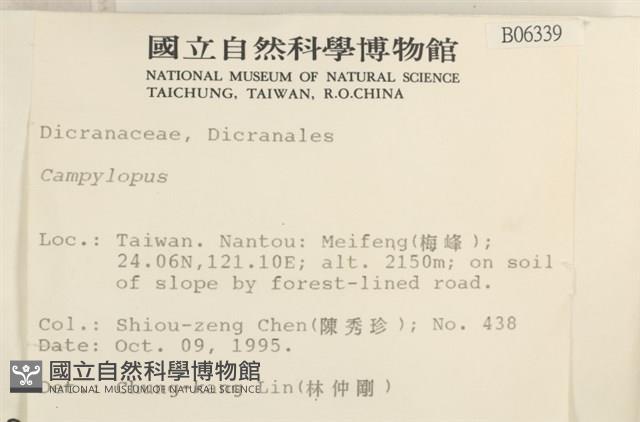 B06339
國立自然科學博物館
NATIONAL MUSEUM OF NATURAL SCIENCE
TAICHUNG, TAIWAN, R.O.CHINA
Dicranaceae, Dicranales
Campylopus
Loc.: Taiwan. Nantou: Meifeng(梅峰);
24.06N,121.10E; alt. 2150m; on soil
of slope by forest-lined road.
Col.: Shiou-zeng Chen(陳秀珍); No. 438
Date: Oct. 09, 1995.
Lin(林仲剛)
國立自然科學博物館
NATIONAL MUSEUM OF NATURAL SCIENCE